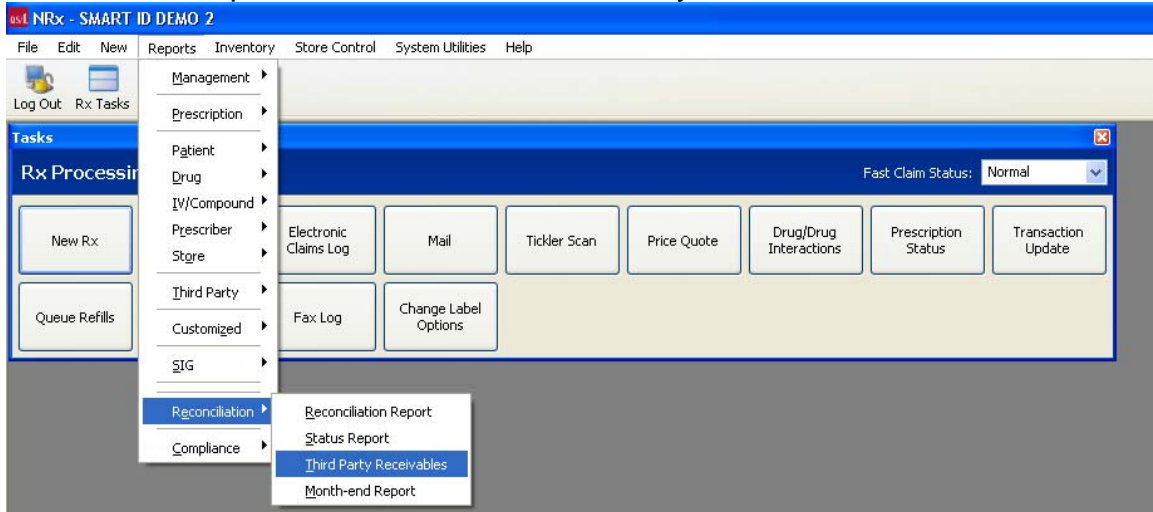 NRx - SMART ID DEMO 2
File Edit New Reports Inventory Store Control System Utilities Help
Log Out Rx Tasks
Management
Prescription
Patient
Drug
IV/Compound
Prescriber
Store
Third Party
Customized
SIG
Reconciliation
Compliance
Reconciliation Report
Status Report
Third Party Receivables
Month-end Report
Tasks
Rx Processin
Fast Claim Status: Normal
New Rx
Electronic
Claims Log
Mail
Tickler Scan
Price Quote
Drug/Drug
Interactions
Prescription
Status
Transaction
Update
Queue Refills
Fax Log
Change Label
Options